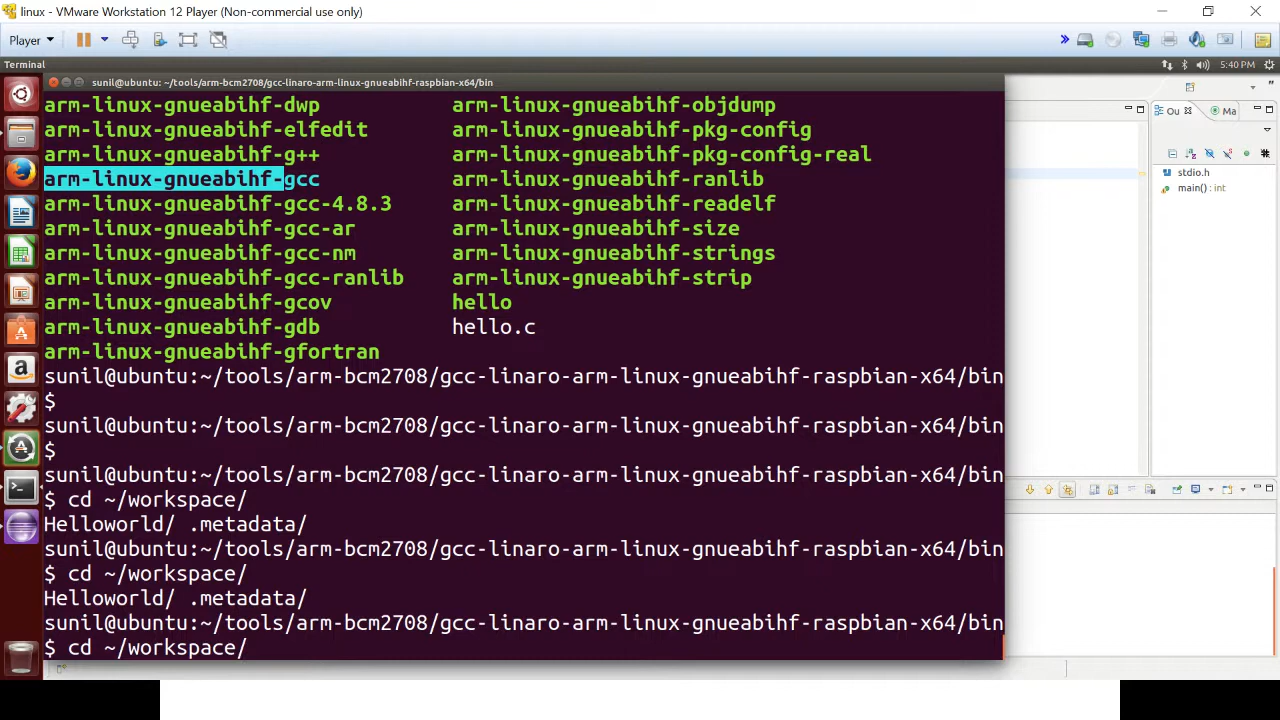 linux - VMware Workstation 12 Player (Non-commercial use only)
Player
Terminal
5:40 PM
sunil@ubuntu: ~/tools/arm-bcm2708/gcc-linaro-arm-linux-gnueabihf-raspbian-x64/bin
arm-linux-gnueabihf-dwp arm-linux-gnueabihf-objdump
arm-linux-gnueabihf-elfedit arm-linux-gnueabihf-pkg-config
arm-linux-gnueabihf-g++ arm-linux-gnueabihf-pkg-config-real
arm-linux-gnueabihf-gcc arm-linux-gnueabihf-ranlib
arm-linux-gnueabihf-gcc-4.8.3 arm-linux-gnueabihf-readelf
arm-linux-gnueabihf-gcc-ar arm-linux-gnueabihf-size
arm-linux-gnueabihf-gcc-nm arm-linux-gnueabihf-strings
arm-linux-gnueabihf-gcc-ranlib arm-linux-gnueabihf-strip
arm-linux-gnueabihf-gcov hello
arm-linux-gnueabihf-gdb hello.c
arm-linux-gnueabihf-gfortran
sunil@ubuntu:~/tools/arm-bcm2708/gcc-linaro-arm-linux-gnueabihf-raspbian-x64/bin
$
sunil@ubuntu:~/tools/arm-bcm2708/gcc-linaro-arm-linux-gnueabihf-raspbian-x64/bin
$
sunil@ubuntu:~/tools/arm-bcm2708/gcc-linaro-arm-linux-gnueabihf-raspbian-x64/bin
$ cd ~/workspace/
Helloworld/ .metadata/
sunil@ubuntu:~/tools/arm-bcm2708/gcc-linaro-arm-linux-gnueabihf-raspbian-x64/bin
$ cd ~/workspace/
Helloworld/ .metadata/
sunil@ubuntu:~/tools/arm-bcm2708/gcc-linaro-arm-linux-gnueabihf-raspbian-x64/bin
$ cd ~/workspace/
Ou Ma
stdio.h
main() : int